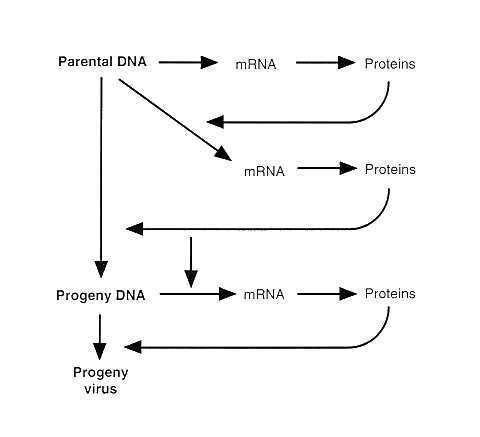 Parental DNA mRNA Proteins
mRNA Proteins
Progeny DNA mRNA Proteins
Progeny
virus